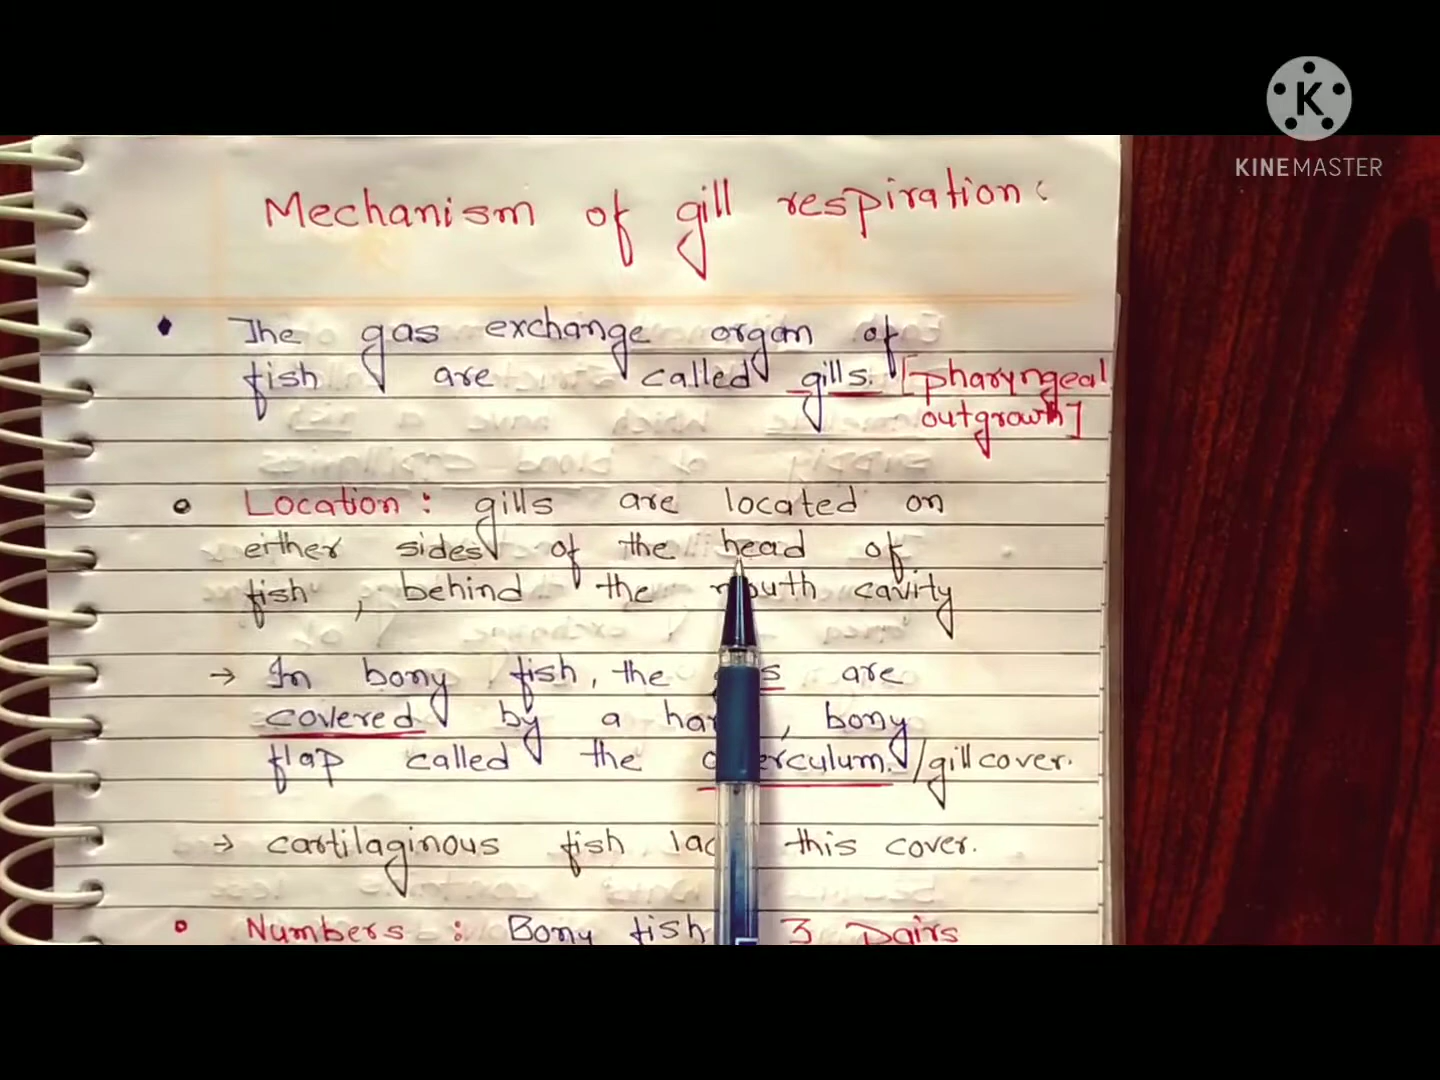 K
KINEMASTER
Mechanism of gill respiration:
The gas exchange organ of
fish are called gills. [pharyngeal
outgrowth]
Location: gills are located on
either sides of the head of
fish, behind the mouth cavity
→ In bony fish, the are
covered by a , bony
flap called the operculum./gill cover.
→ cartilaginous fish this cover.
Numbers : Bony fish 3 Pairs